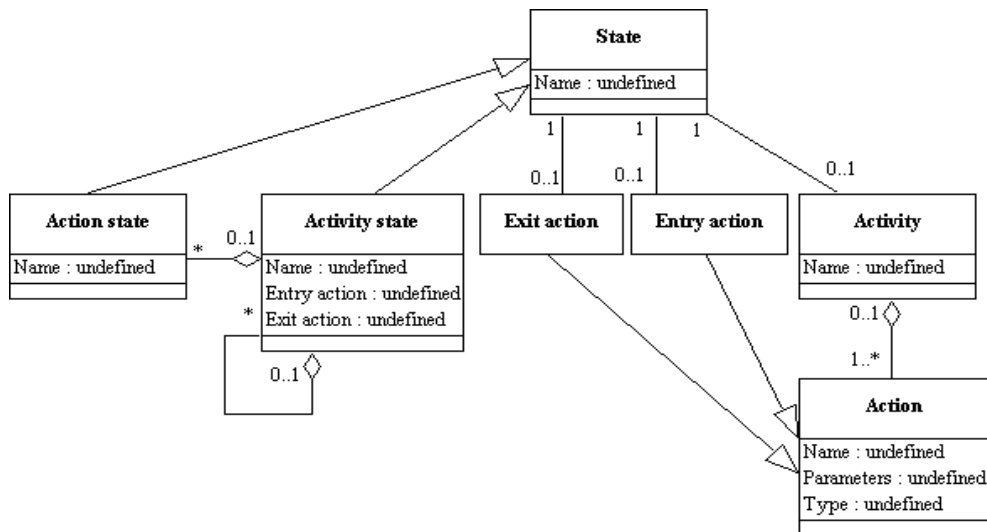 State
Name : undefined
1
1
1
0..1
0..1
0..1
Action state
Name : undefined
*
0..1
Activity state
Name : undefined
Entry action : undefined
Exit action : undefined
*
0..1
Exit action
Entry action
Activity
Name : undefined
0..1
1..*
Action
Name : undefined
Parameters : undefined
Type : undefined